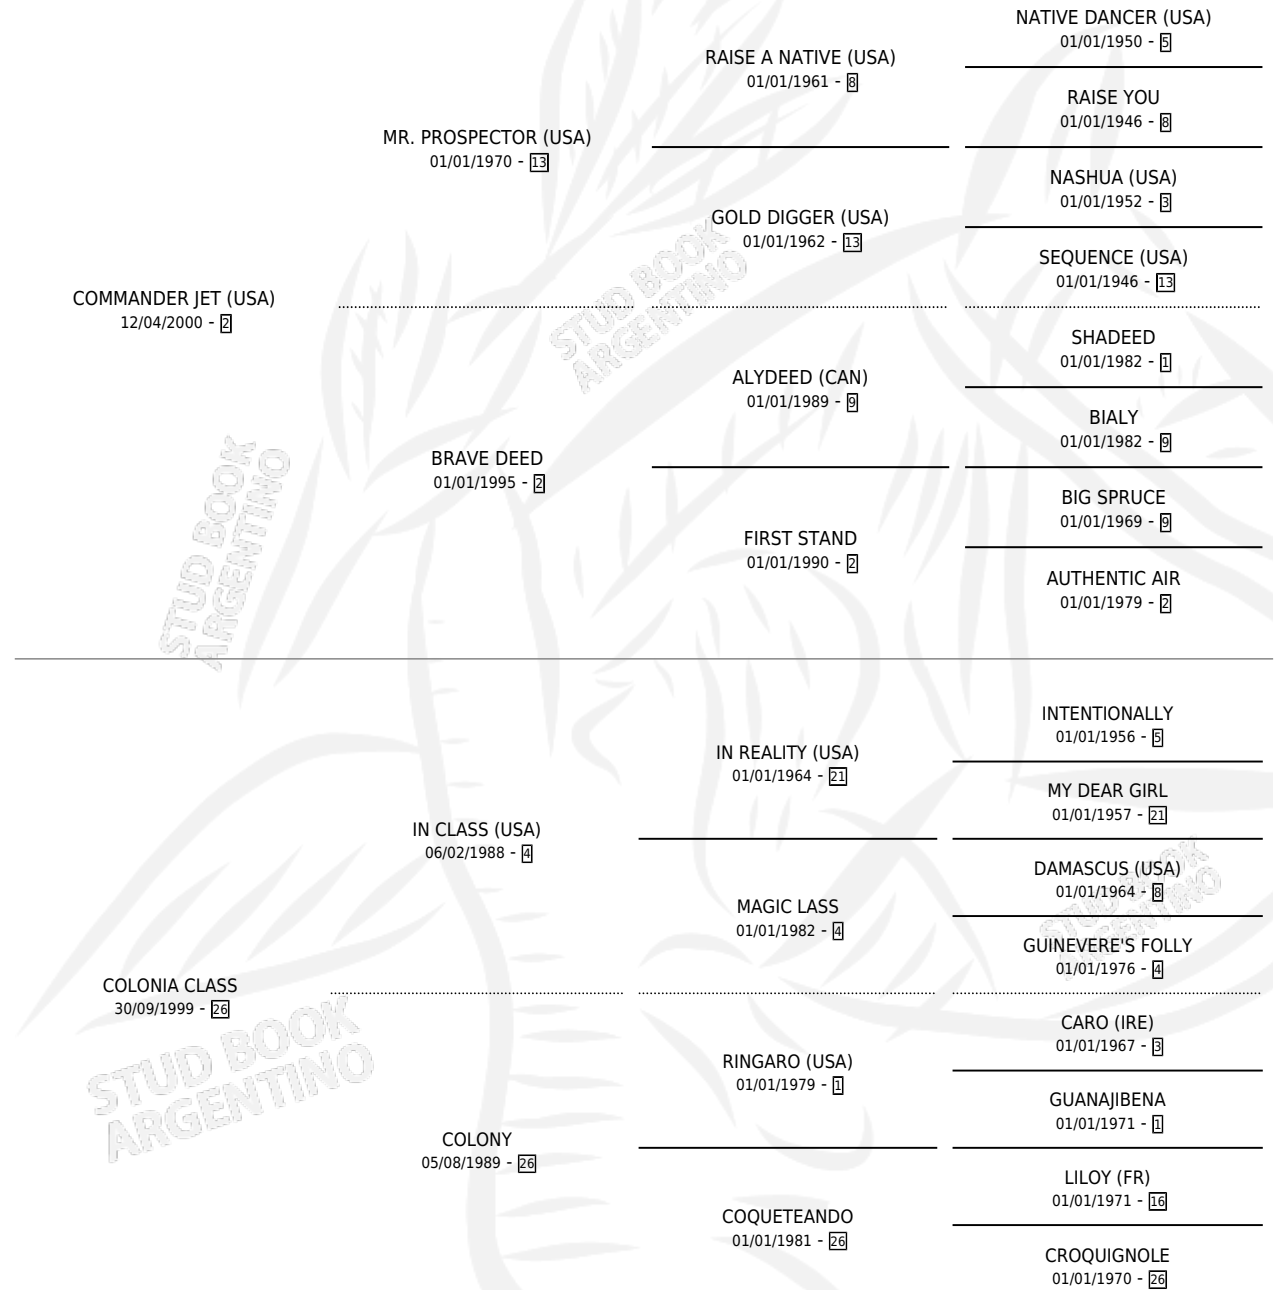 NATIVE DANCER (USA)
01/01/1950 - 5
RAISE A NATIVE (USA)
01/01/1961 - 8
RAISE YOU
01/01/1946 - 8
MR. PROSPECTOR (USA)
01/01/1970 - 13
NASHUA (USA)
01/01/1952 - 3
GOLD DIGGER (USA)
01/01/1962 - 13
SEQUENCE (USA)
01/01/1946 - 13
COMMANDER JET (USA)
12/04/2000 - 2
STUD BOOK
ARGENTINO
SHADEED
01/01/1982 - 1
ALYDEED (CAN)
01/01/1989 - 9
BIALY
01/01/1982 - 9
BRAVE DEED
01/01/1995 - 2
BIG SPRUCE
01/01/1969 - 9
FIRST STAND
01/01/1990 - 2
AUTHENTIC AIR
01/01/1979 - 2
STUD BOOK
ARGENTINO
INTENTIONALLY
01/01/1956 - 5
IN REALITY (USA)
01/01/1964 - 21
MY DEAR GIRL
01/01/1957 - 21
IN CLASS (USA)
06/02/1988 - 4
DAMASCUS (USA)
01/01/1964 - 8
MAGIC LASS
01/01/1982 - 4
GUINEVERE'S FOLLY
01/01/1976 - 4
STUD BOOK
ARGENTINO
COLONIA CLASS
30/09/1999 - 26
CARO (IRE)
01/01/1967 - 3
RINGARO (USA)
01/01/1979 - 1
GUANAJIBENA
01/01/1971 - 1
STUD BOOK
ARGENTINO
COLONY
05/08/1989 - 26
LILOY (FR)
01/01/1971 - 16
COQUETEANDO
01/01/1981 - 26
CROQUIGNOLE
01/01/1970 - 26